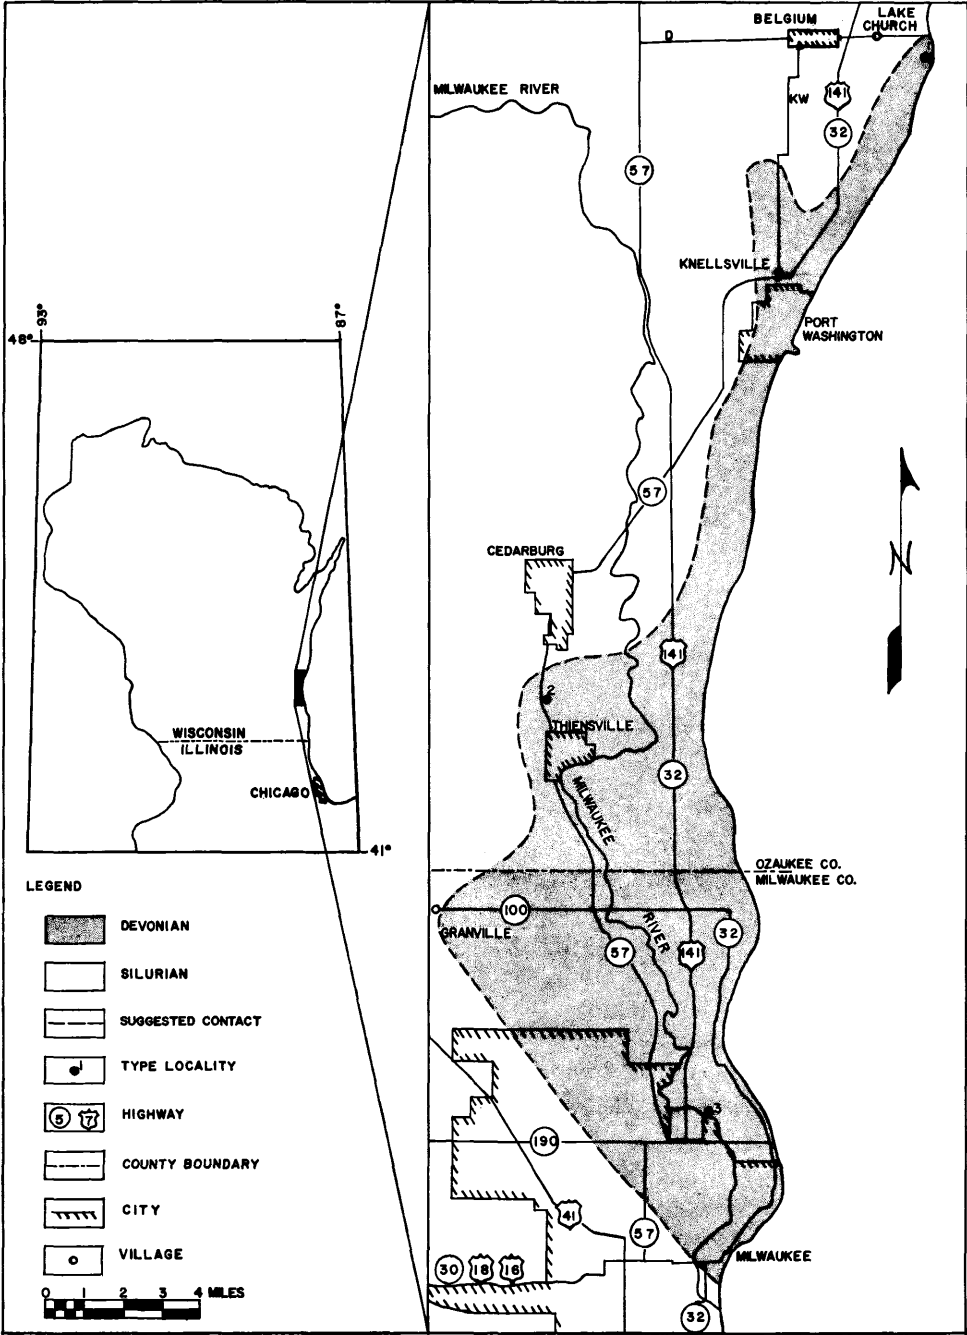 BELGIUM
LAKE
CHURCH
D
1
MILWAUKEE RIVER
KW
141
32
57
KNELLSVILLE
93°
87°
48°
PORT
WASHINGTON
57
N
CEDARBURG
141
2
THIENSVILLE
WISCONSIN
ILLINOIS
32
CHICAGO
MILWAUKEE
41°
OZAUKEE CO.
MILWAUKEE CO.
LEGEND
100
GRANVILLE
RIVER
32
57
141
DEVONIAN
SILURIAN
SUGGESTED CONTACT
1
TYPE LOCALITY
5 7
HIGHWAY
3
190
COUNTY BOUNDARY
CITY
41
57
VILLAGE
MILWAUKEE
30 18 16
0 1 2 3 4 MILES
32